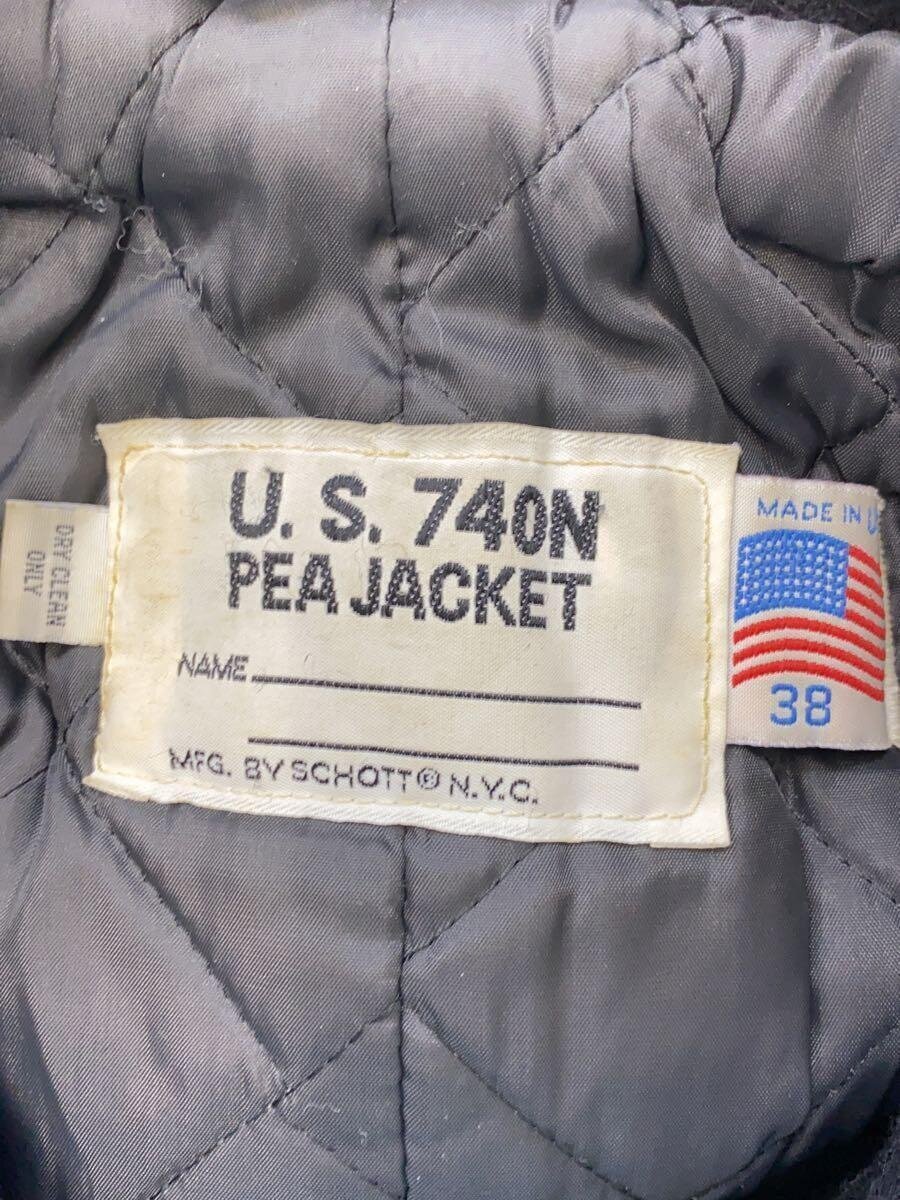 U. S. 740N
PEA JACKET
NAME
MFG. BY SCHOTT® N.Y.C.
DRY CLEAN
ONLY
MADE IN U
38